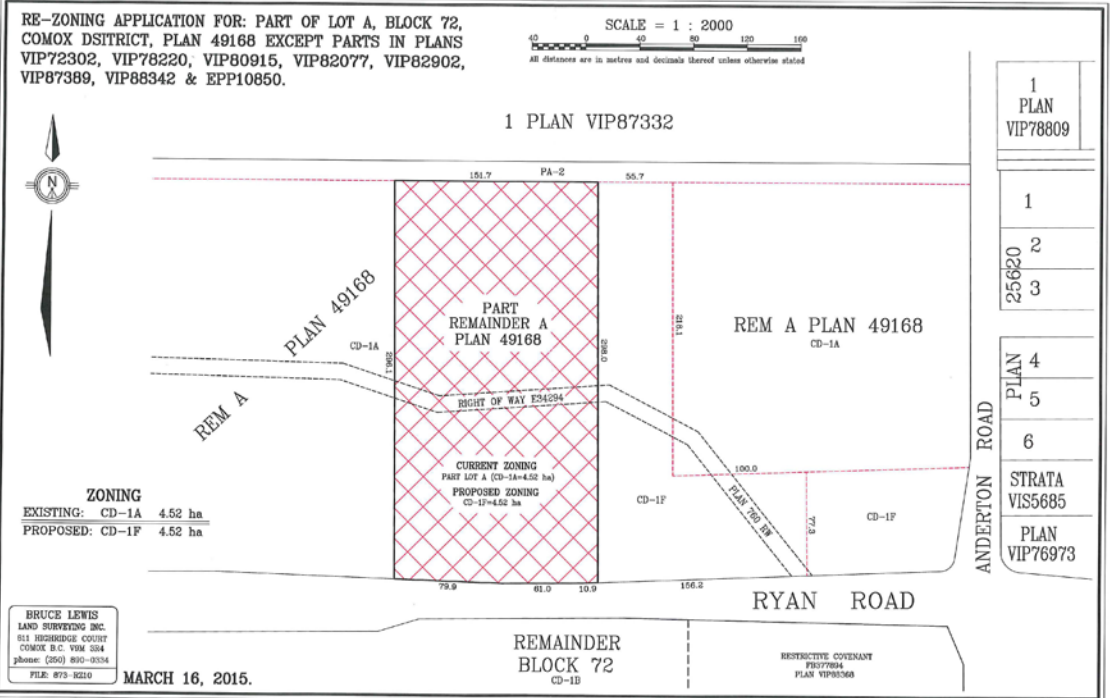 RE-ZONING APPLICATION FOR: PART OF LOT A, BLOCK 72,
COMOX DSITRICT, PLAN 49168 EXCEPT PARTS IN PLANS
VIP72302, VIP78220, VIP80915, VIP82077, VIP82902,
VIP87389, VIP88342 & EPP10850.
SCALE = 1 : 2000
40 0 40 80 120 160
All distances are in metres and decimals thereof unless otherwise stated
1 PLAN VIP87332
1
PLAN
VIP78809
N
151.7
PA-2
55.7
PLAN 49168
REM A
CD-1A
296.1
PART
REMAINDER A
PLAN 49168
298.0
218.1
REM A PLAN 49168
CD-1A
1
2
3
25620
PLAN
4
5
6
STRATA
VIS5685
PLAN
VIP76973
RIGHT OF WAY E34294
CURRENT ZONING
PART LOT A (CD-1A=4.52 ha)
PROPOSED ZONING
CD-1F=4.52 ha
100.0
PLAN 760 RW
CD-1F
77.3
CD-1F
ANDERTON ROAD
ZONING
EXISTING: CD-1A 4.52 ha
PROPOSED: CD-1F 4.52 ha
79.9
61.0
10.9
156.2
RYAN ROAD
BRUCE LEWIS
LAND SURVEYING INC.
611 HIGHRIDGE COURT
COMOX B.C. V9M 3R4
phone: (250) 890-0334
FILE: 873-RZ10
MARCH 16, 2015.
REMAINDER
BLOCK 72
CD-1B
RESTRICTIVE COVENANT
FB377894
PLAN VIP88368